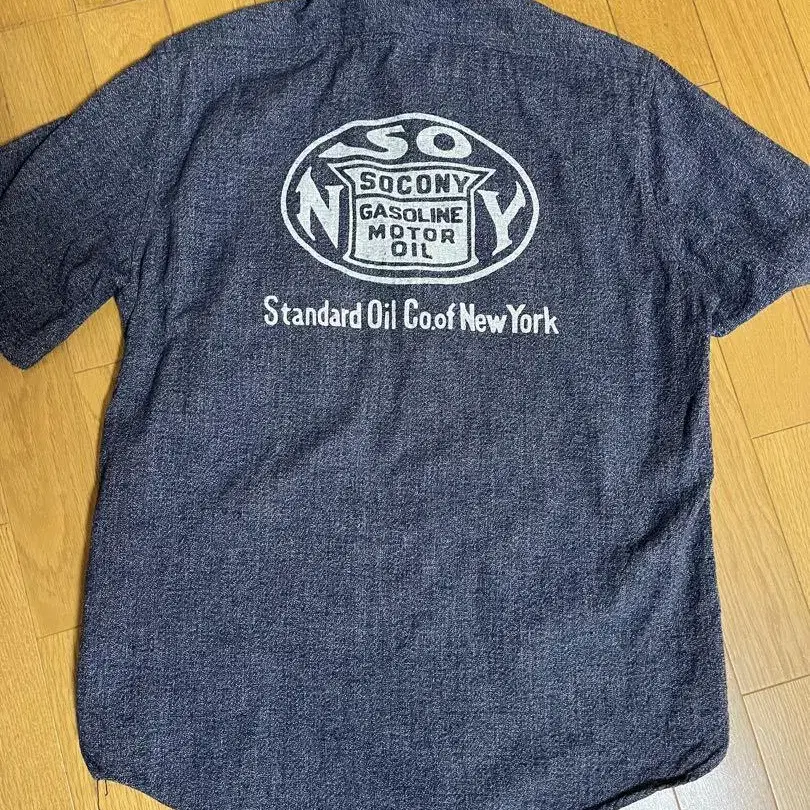 SO
N Y
SOCONY
GASOLINE
MOTOR
OIL
Standard Oil Co.of New York